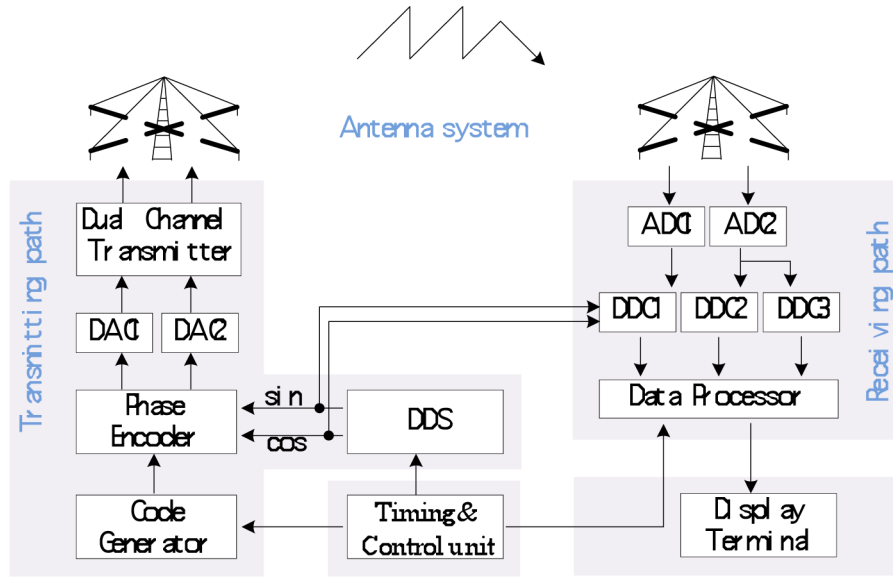 Antenna system
Transmitting path
Receiving path
Dual Channel
Transmitter
ADC1
ADC2
DAC1
DAC2
DDC1
DDC2
DDC3
Phase
Encoder
sin
cos
DDS
Data Processor
Code
Generator
Timing&
Control unit
Display
Terminal